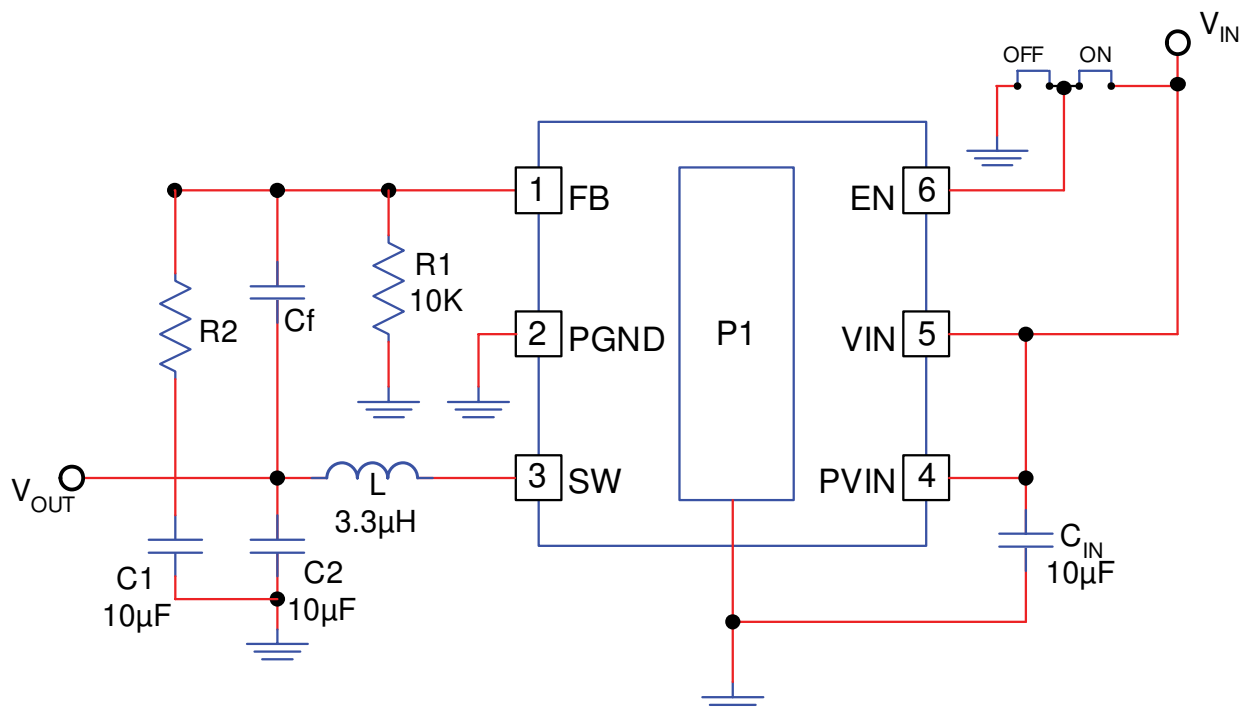 V_IN
OFF
ON
1
FB
6
EN
R1
10K
R2
Cf
2
PGND
P1
5
VIN
V_OUT
L
3.3µH
3
SW
4
PVIN
C_IN
10µF
C1
10µF
C2
10µF